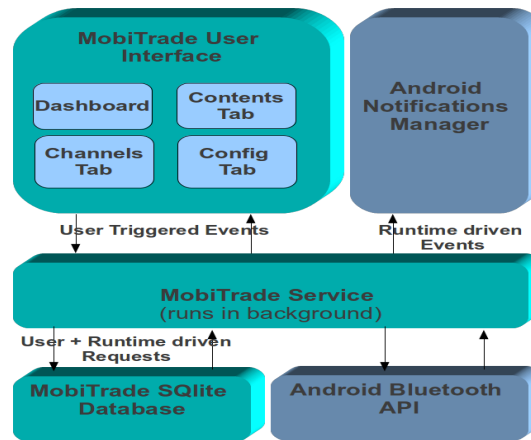 MobiTrade User
Interface
Dashboard
Contents
Tab
Channels
Tab
Config
Tab
Android
Notifications
Manager
User Triggered Events
Runtime driven
Events
MobiTrade Service
(runs in background)
User + Runtime driven
Requests
MobiTrade SQlite
Database
Android Bluetooth
API